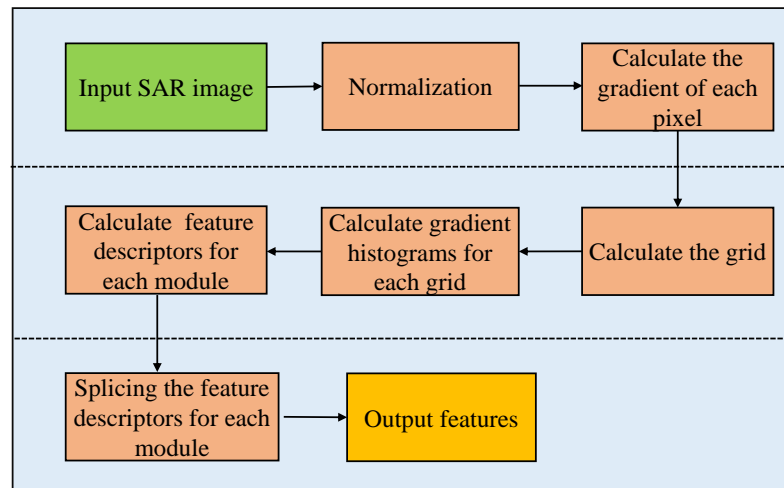 Input SAR image
Normalization
Calculate the
gradient of each
pixel
Calculate  feature
descriptors for
each module
Calculate gradient
histograms for
each grid
Calculate the grid
Splicing the feature
descriptors for each
module
Output features